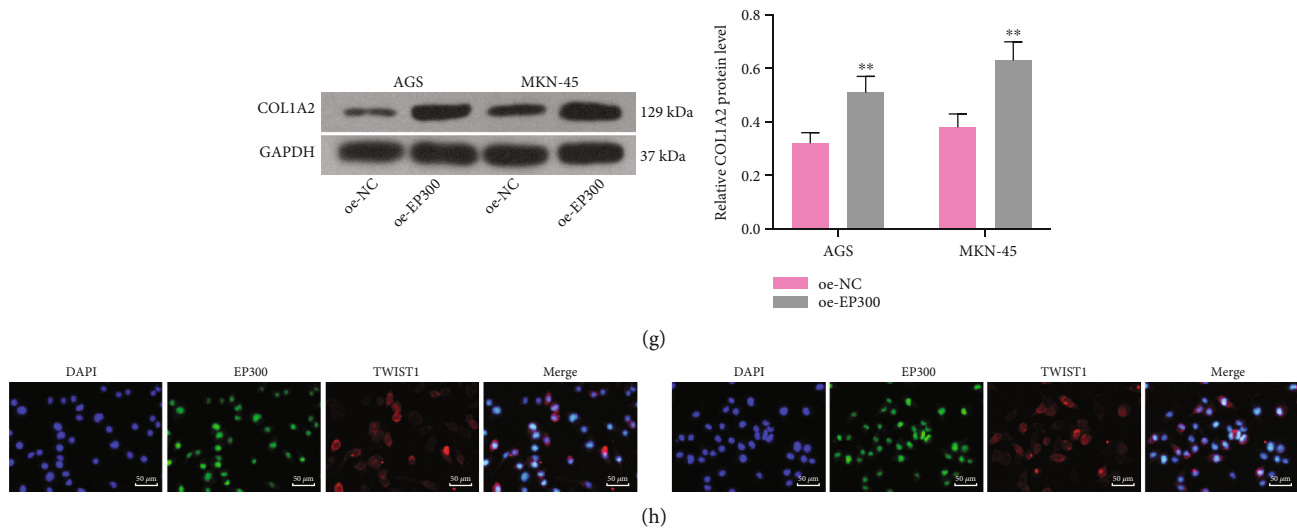 AGS MKN-45
COL1A2 129 kDa
GAPDH 37 kDa
oe-NC oe-EP300 oe-NC oe-EP300
Relative COL1A2 protein level
0.8
0.6
0.4
0.2
0.0
** **
AGS MKN-45
oe-NC
oe-EP300
(g)
DAPI EP300 TWIST1 Merge DAPI EP300 TWIST1 Merge
50 μm 50 μm 50 μm 50 μm 50 μm 50 μm 50 μm 50 μm
(h)